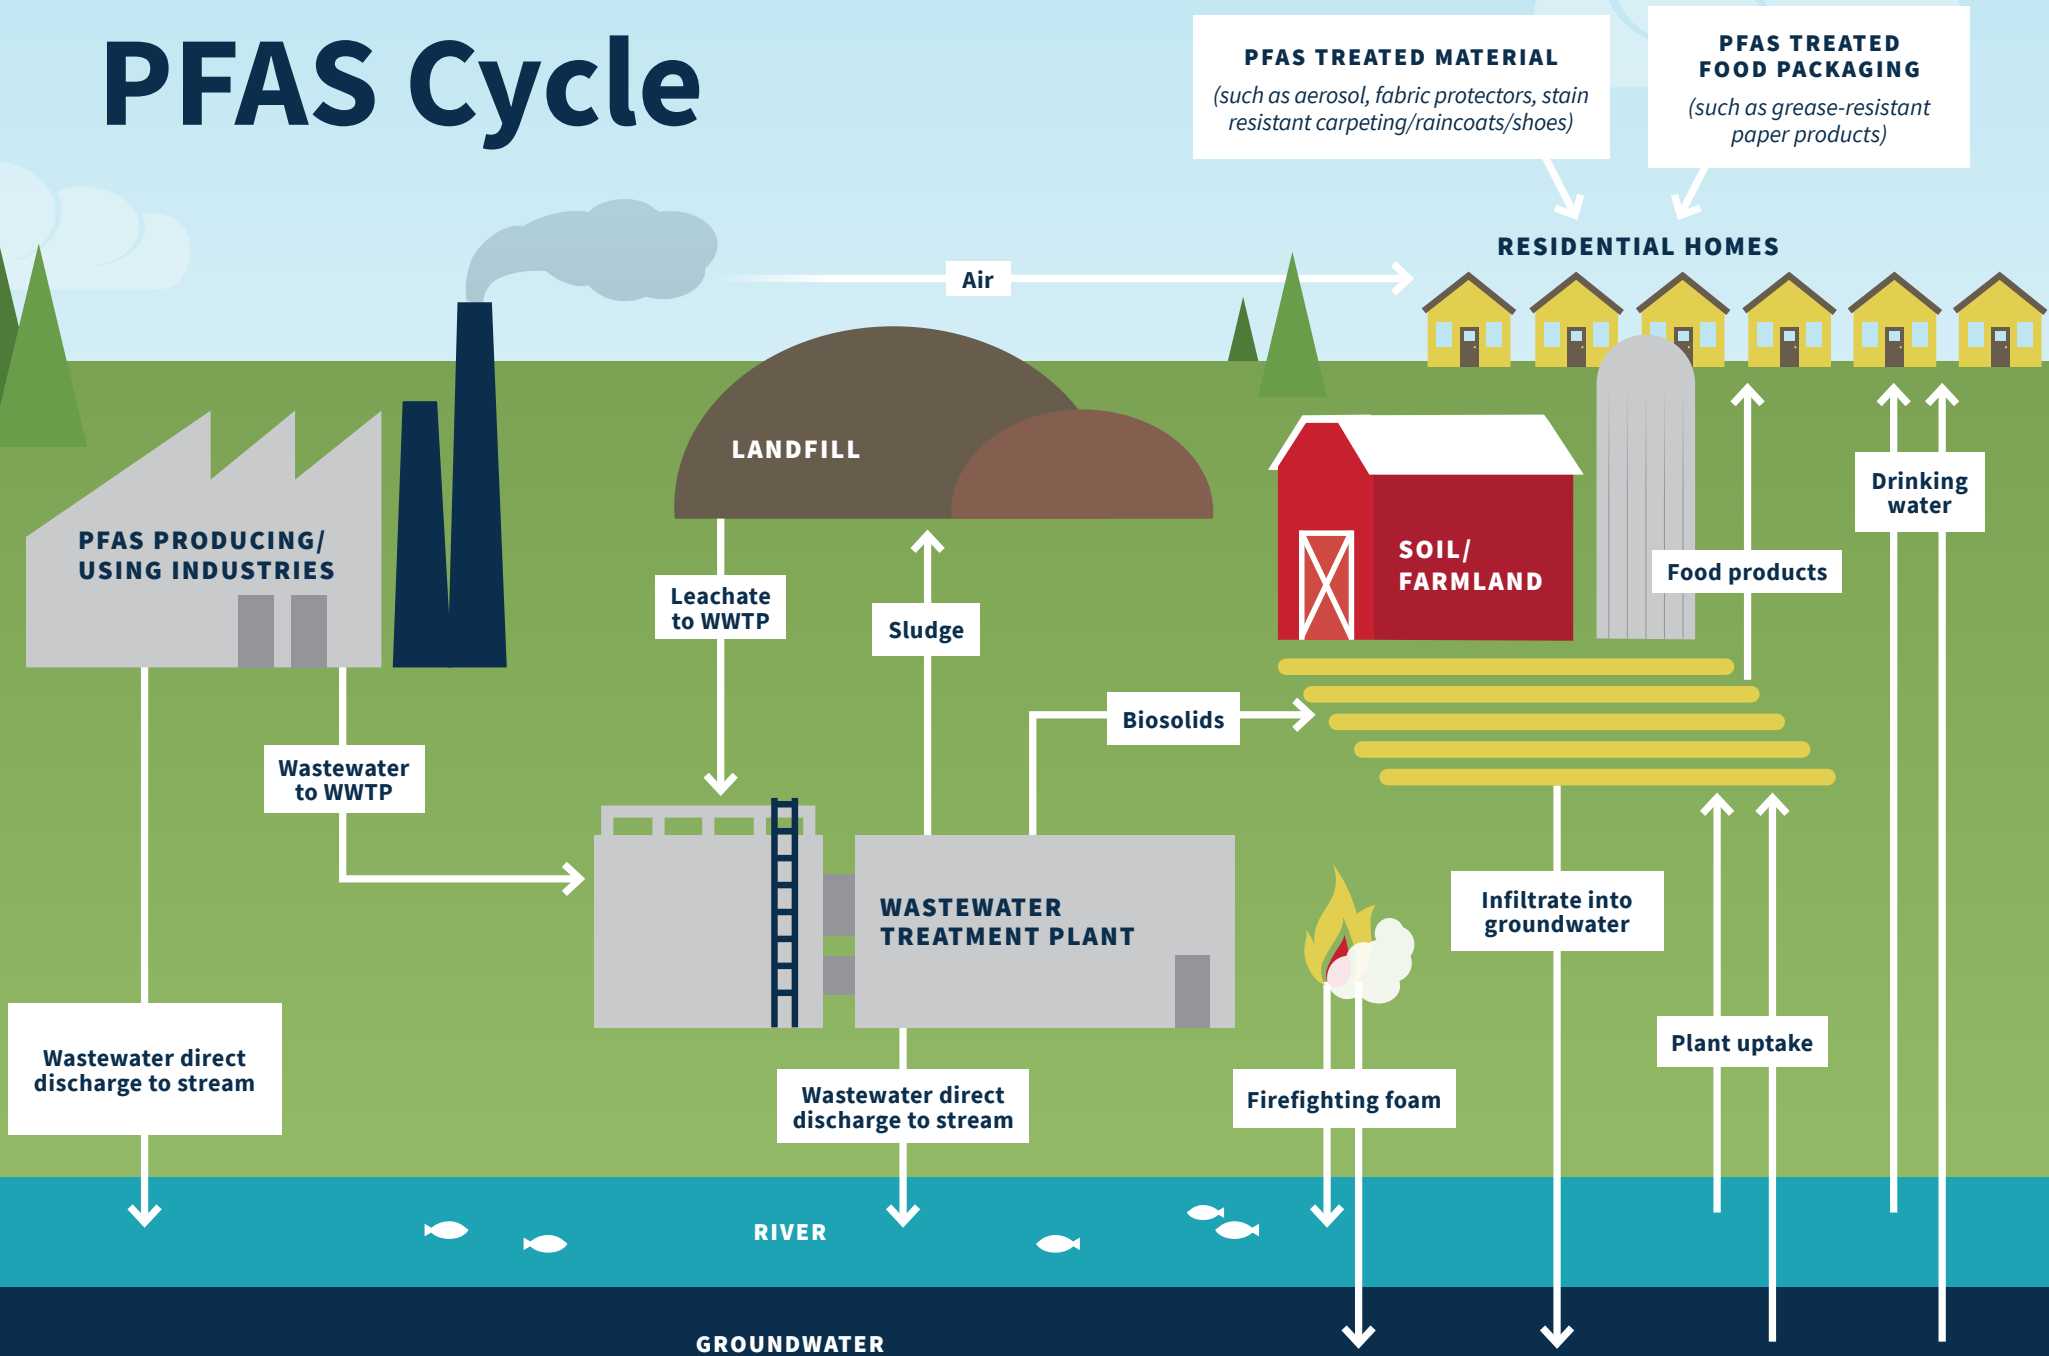 PFAS Cycle
PFAS TREATED MATERIAL
(such as aerosol, fabric protectors, stain
resistant carpeting/raincoats/shoes)
PFAS TREATED
FOOD PACKAGING
(such as grease-resistant
paper products)
RESIDENTIAL HOMES
Air
LANDFILL
PFAS PRODUCING/
USING INDUSTRIES
SOIL/
FARMLAND
Drinking
water
Food products
Leachate
to WWTP
Sludge
Biosolids
Wastewater
to WWTP
WASTEWATER
TREATMENT PLANT
Infiltrate into
groundwater
Plant uptake
Wastewater direct
discharge to stream
Wastewater direct
discharge to stream
Firefighting foam
RIVER
GROUNDWATER